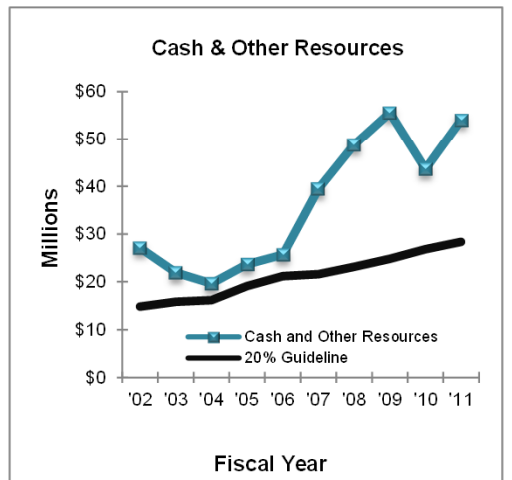 Cash & Other Resources
$60
$50
$40
$30
$20
$10
$0
Millions
Cash and Other Resources
20% Guideline
'02 '03 '04 '05 '06 '07 '08 '09 '10 '11
Fiscal Year